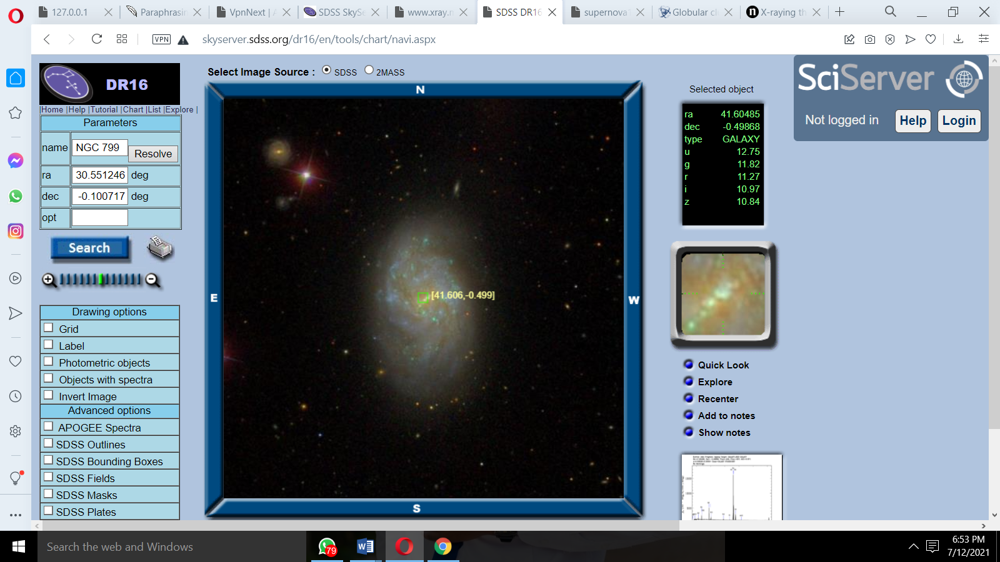 127.0.0.1
Paraphrasin
VpnNext | A
SDSS SkySe
www.xray.m
SDSS DR16
supernova1
Globular cl
X-raying th
VPN
skyserver.sdss.org/dr16/en/tools/chart/navi.aspx
DR16
|Home |Help |Tutorial |Chart |List |Explore |
Parameters
name NGC 799 Resolve
ra 30.551246 deg
dec -0.100717 deg
opt
Search
Drawing options
Grid
Label
Photometric objects
Objects with spectra
Invert Image
Advanced options
APOGEE Spectra
SDSS Outlines
SDSS Bounding Boxes
SDSS Fields
SDSS Masks
SDSS Plates
Select Image Source : SDSS 2MASS
N
E
W
S
[41.606,-0.499]
Selected object
ra 41.60485
dec -0.49868
type GALAXY
u 12.75
g 11.82
r 11.27
i 10.97
z 10.84
Quick Look
Explore
Recenter
Add to notes
Show notes
SciServer
Not logged in Help Login
Search the web and Windows
79
6:53 PM
7/12/2021